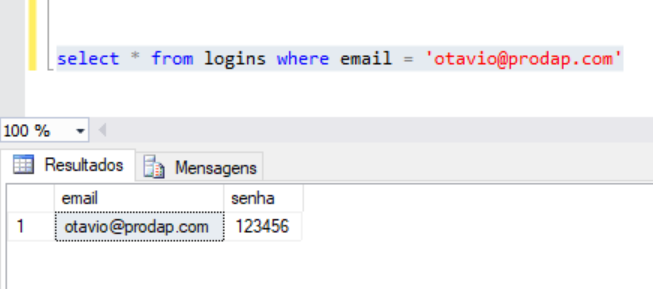 select * from logins where email = 'otavio@prodap.com'
100 %
Resultados Mensagens
email senha
1 otavio@prodap.com 123456